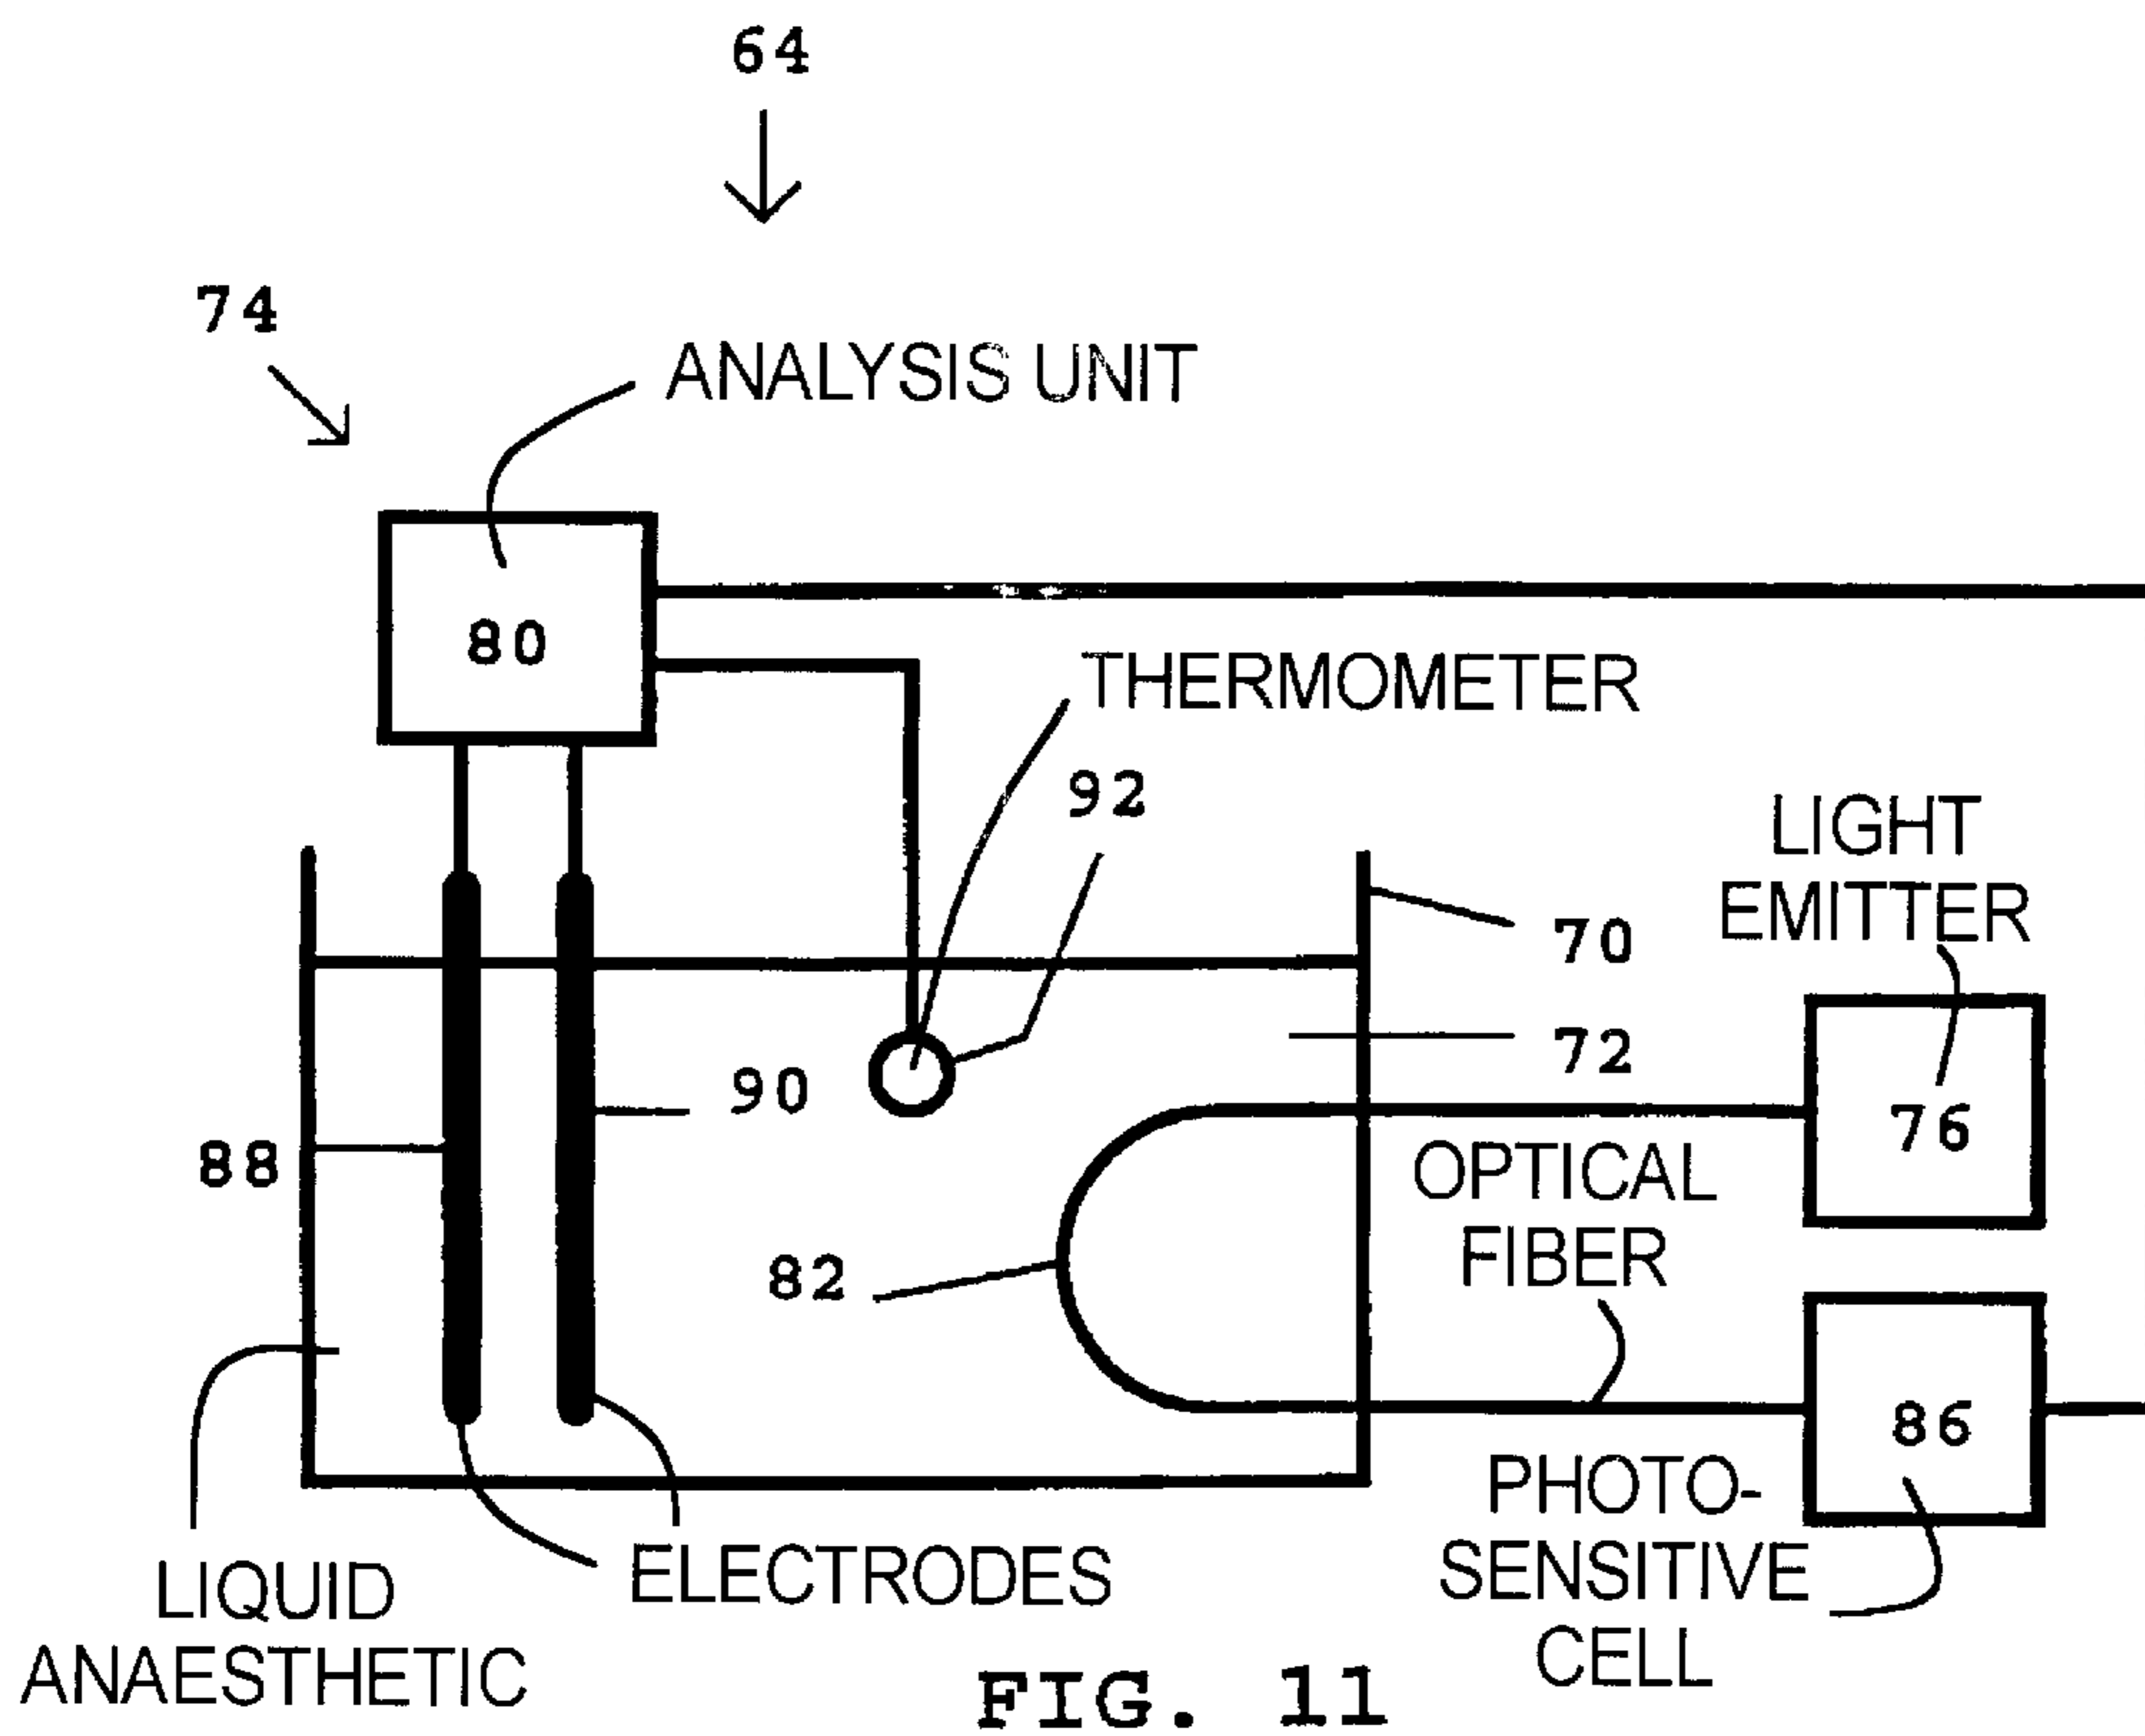 64
74
ANALYSIS UNIT
80
THERMOMETER
92
LIGHT
EMITTER
70
72
76
90
88
OPTICAL
FIBER
82
86
PHOTO-
SENSITIVE
CELL
ELECTRODES
LIQUID
ANAESTHETIC
FIG. 11